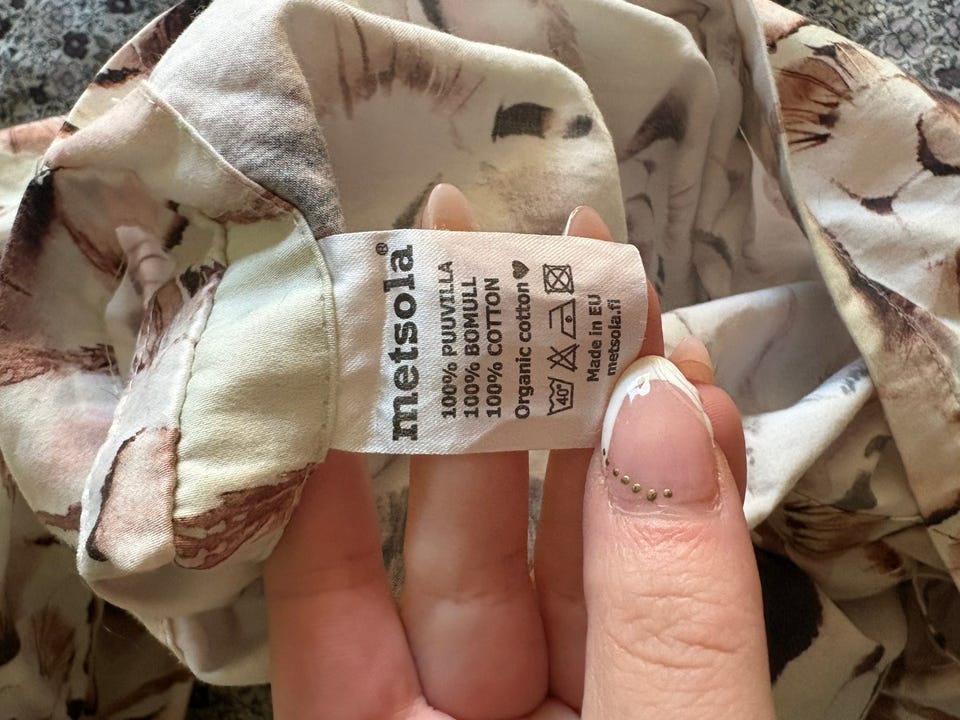 metsola®
100% PUUVILLA
100% BOMULL
100% COTTON
Organic cotton ♥
40°
Made in EU
metsola.fi